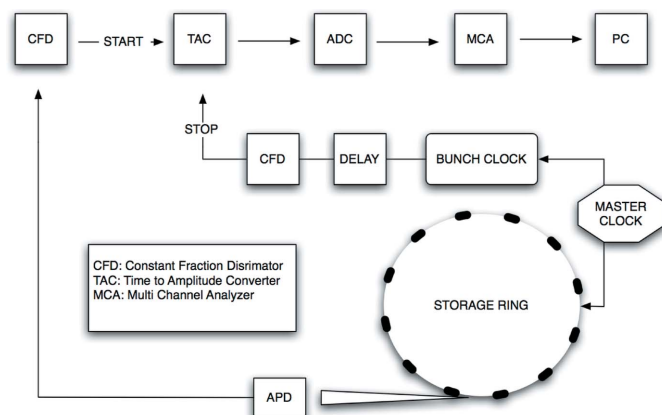 CFD
START
TAC
ADC
MCA
PC
STOP
CFD
DELAY
BUNCH CLOCK
MASTER
CLOCK
CFD: Constant Fraction Disrimator
TAC: Time to Amplitude Converter
MCA: Multi Channel Analyzer
STORAGE RING
APD